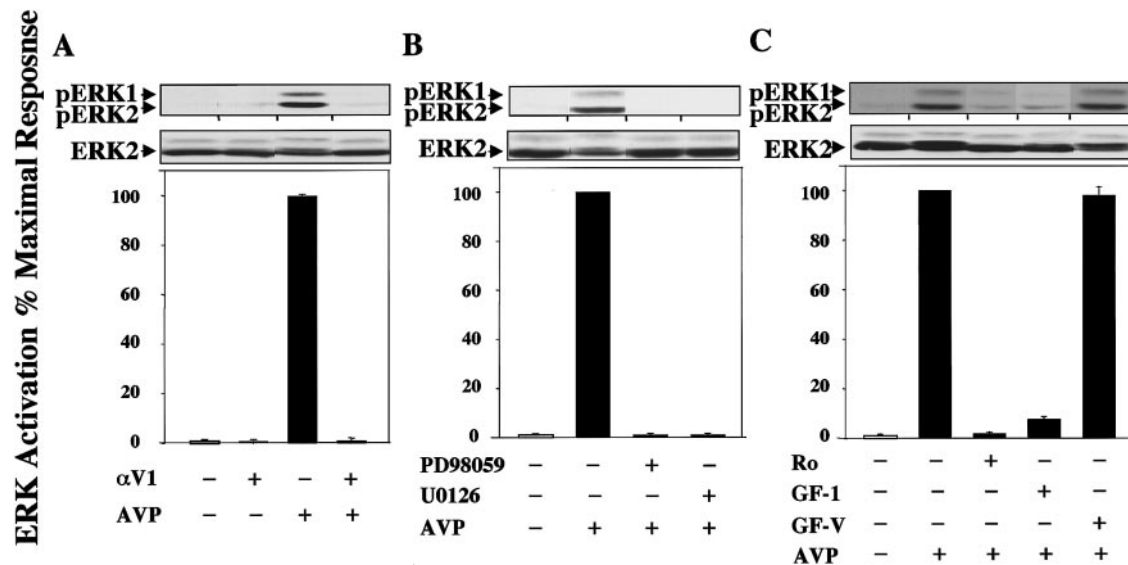 ERK Activation % Maximal Resposnse
A
pERK1
pERK2
ERK2
100
80
60
40
20
0
αV1 – + – +
AVP – – + +
B
pERK1
pERK2
ERK2
100
80
60
40
20
0
PD98059 – – + –
U0126 – – – +
AVP – + + +
C
pERK1
pERK2
ERK2
100
80
60
40
20
0
Ro – – + – –
GF-1 – – – + –
GF-V – – – – +
AVP – + + + +